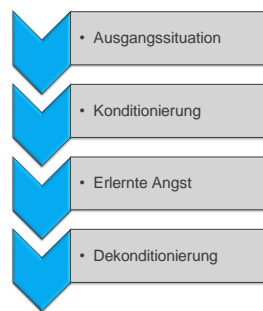 • Ausgangssituation
• Konditionierung
• Erlernte Angst
• Dekonditionierung